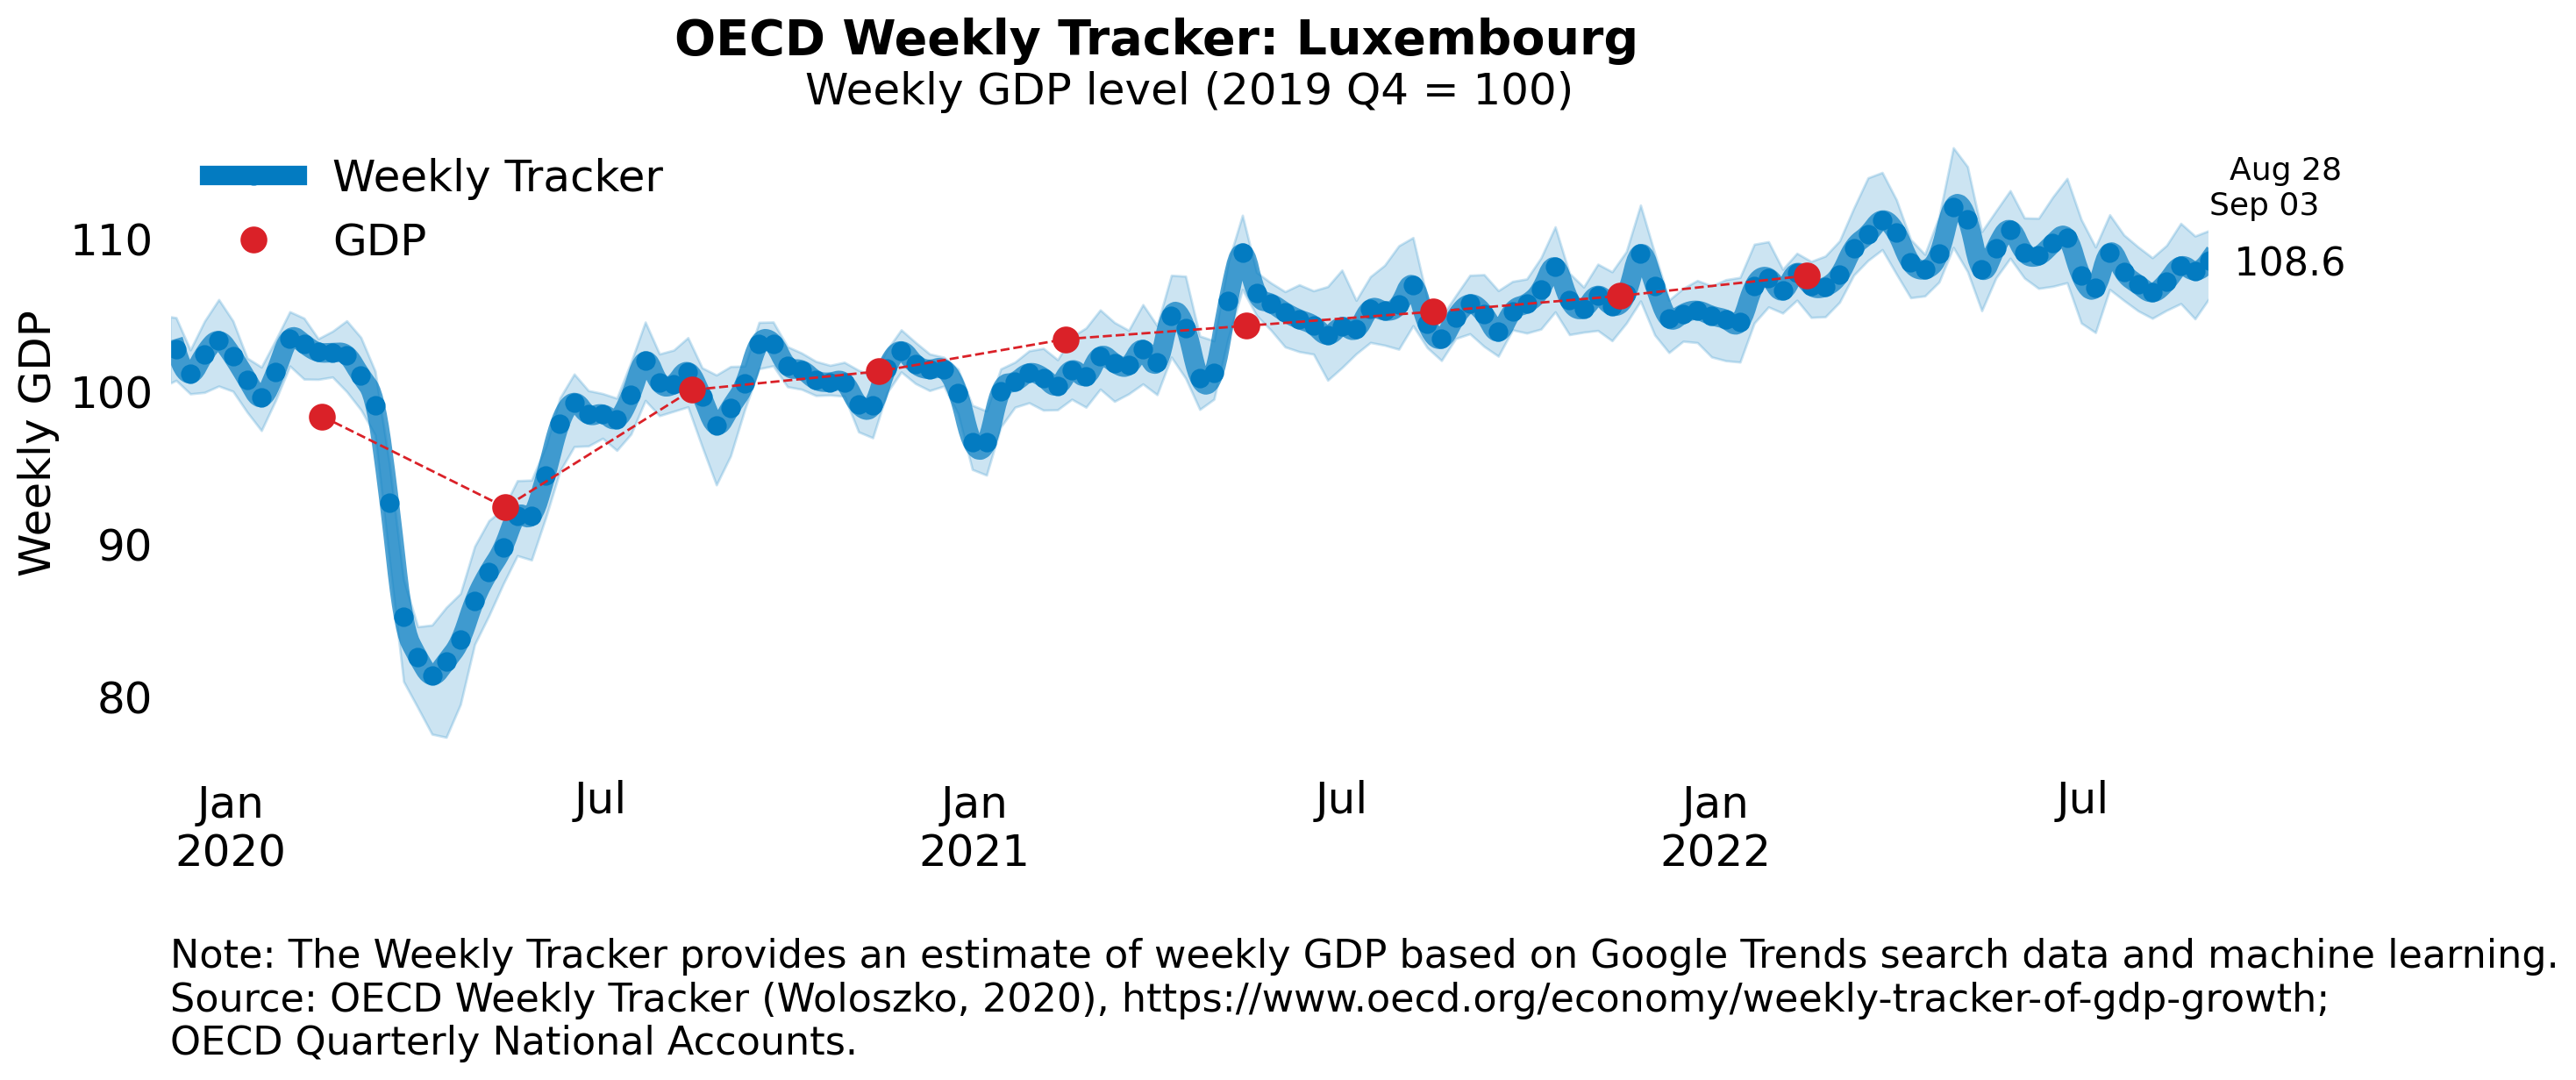 OECD Weekly Tracker: Luxembourg
Weekly GDP level (2019 Q4 = 100)
Weekly Tracker
GDP
Aug 28
Sep 03
108.6
Weekly GDP
110
100
90
80
Jan
2020
Jul
Jan
2021
Jul
Jan
2022
Jul
Note: The Weekly Tracker provides an estimate of weekly GDP based on Google Trends search data and machine learning.
Source: OECD Weekly Tracker (Woloszko, 2020), https://www.oecd.org/economy/weekly-tracker-of-gdp-growth;
OECD Quarterly National Accounts.